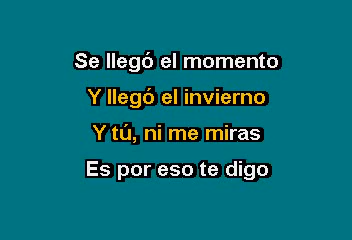 Se llegó el momento
Y llegó el invierno
Y tú, ni me miras
Es por eso te digo